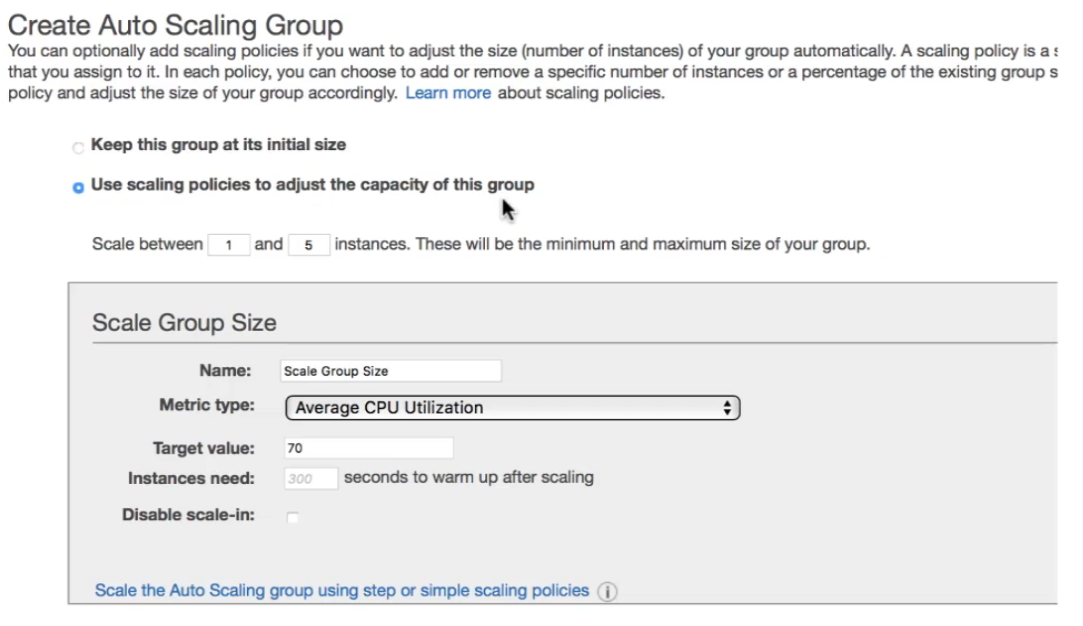 Create Auto Scaling Group
You can optionally add scaling policies if you want to adjust the size (number of instances) of your group automatically. A scaling policy is a
that you assign to it. In each policy, you can choose to add or remove a specific number of instances or a percentage of the existing group
policy and adjust the size of your group accordingly. Learn more about scaling policies.
Keep this group at its initial size
Use scaling policies to adjust the capacity of this group
Scale between 1 and 5 instances. These will be the minimum and maximum size of your group.
Scale Group Size
Name: Scale Group Size
Metric type: Average CPU Utilization
Target value: 70
Instances need: 300 seconds to warm up after scaling
Disable scale-in:
Scale the Auto Scaling group using step or simple scaling policies i